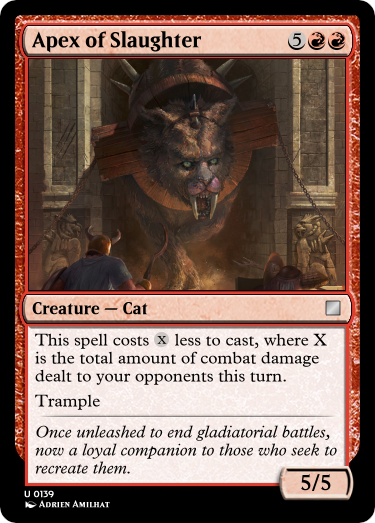 Apex of Slaughter 5
Creature — Cat
This spell costs X less to cast, where X
is the total amount of combat damage
dealt to your opponents this turn.
Trample
Once unleashed to end gladiatorial battles,
now a loyal companion to those who seek to
recreate them.
5/5
U 0139
Adrien Amilhat